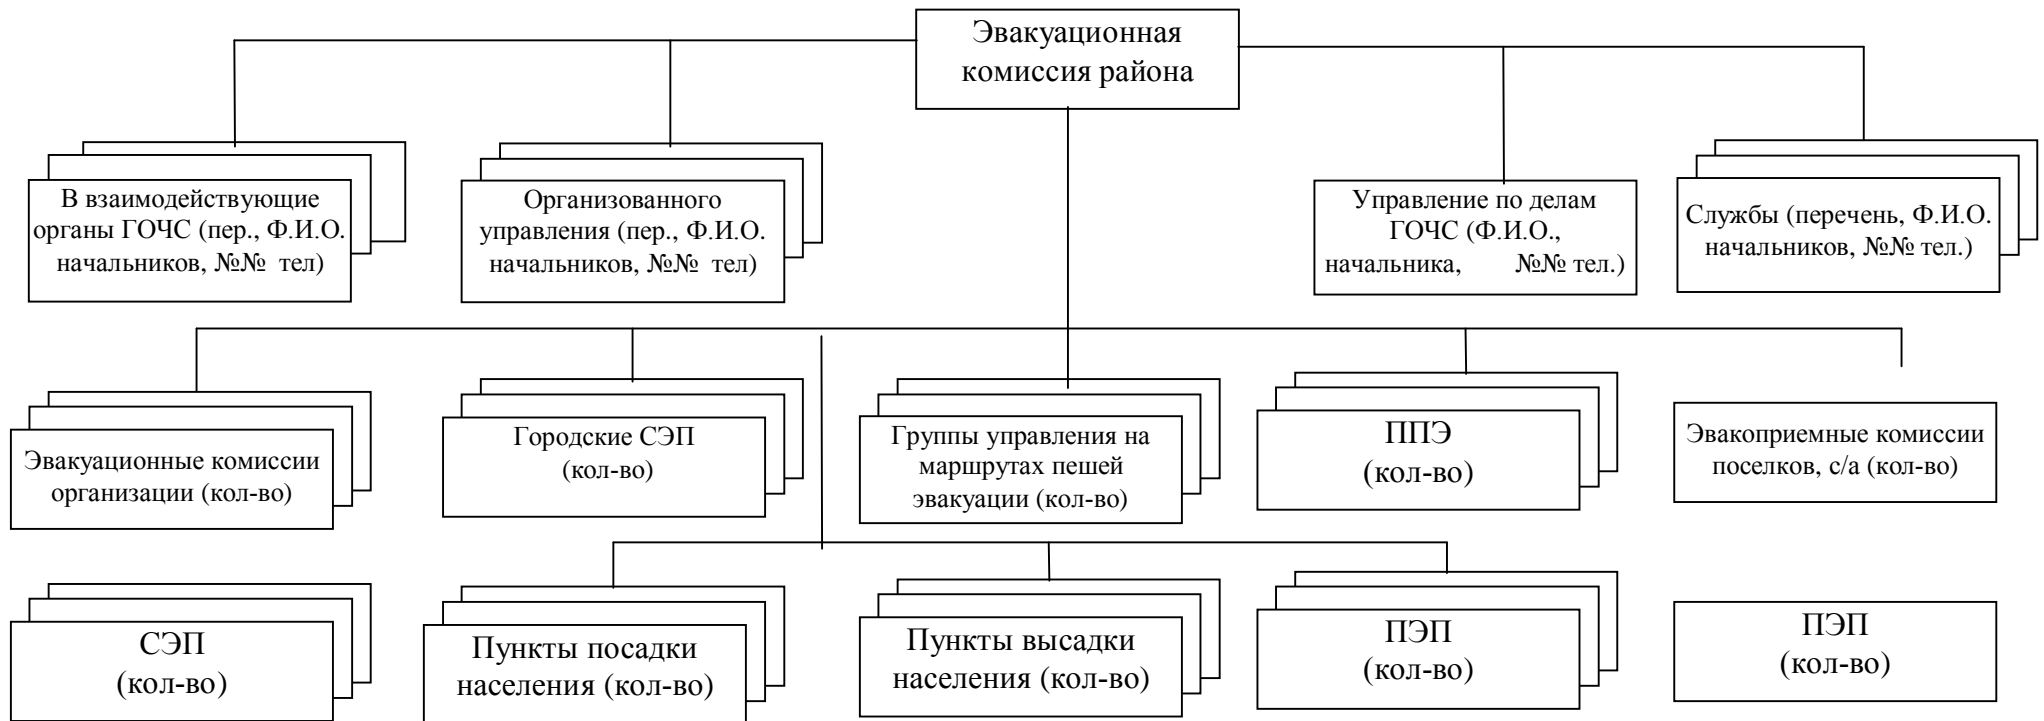 Эвакуационная
комиссия района
В взаимодействующие
органы ГОЧС (пер., Ф.И.О.
начальников, №№ тел)
Организованного
управления (пер., Ф.И.О.
начальников, №№ тел)
Управление по делам
ГОЧС (Ф.И.О.,
начальника, №№ тел.)
Службы (перечень, Ф.И.О.
начальников, №№ тел.)
Эвакуационные комиссии
организации (кол-во)
Городские СЭП
(кол-во)
Группы управления на
маршрутах пешей
эвакуации (кол-во)
ППЭ
(кол-во)
Эвакоприемные комиссии
поселков, с/а (кол-во)
СЭП
(кол-во)
Пункты посадки
населения (кол-во)
Пункты высадки
населения (кол-во)
ПЭП
(кол-во)
ПЭП
(кол-во)